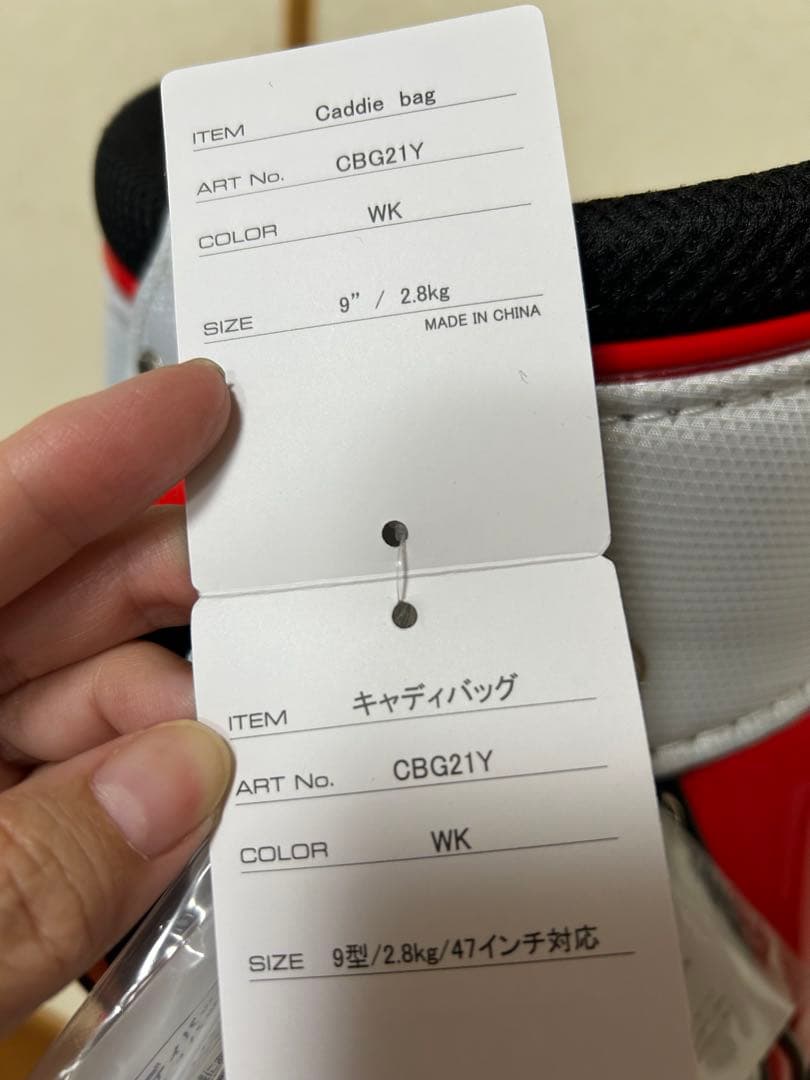 ITEM Caddie bag
ART No. CBG21Y
COLOR WK
SIZE 9" / 2.8kg
MADE IN CHINA
ITEM キャディバッグ
ART No. CBG21Y
COLOR WK
SIZE 9型/2.8kg/47インチ対応